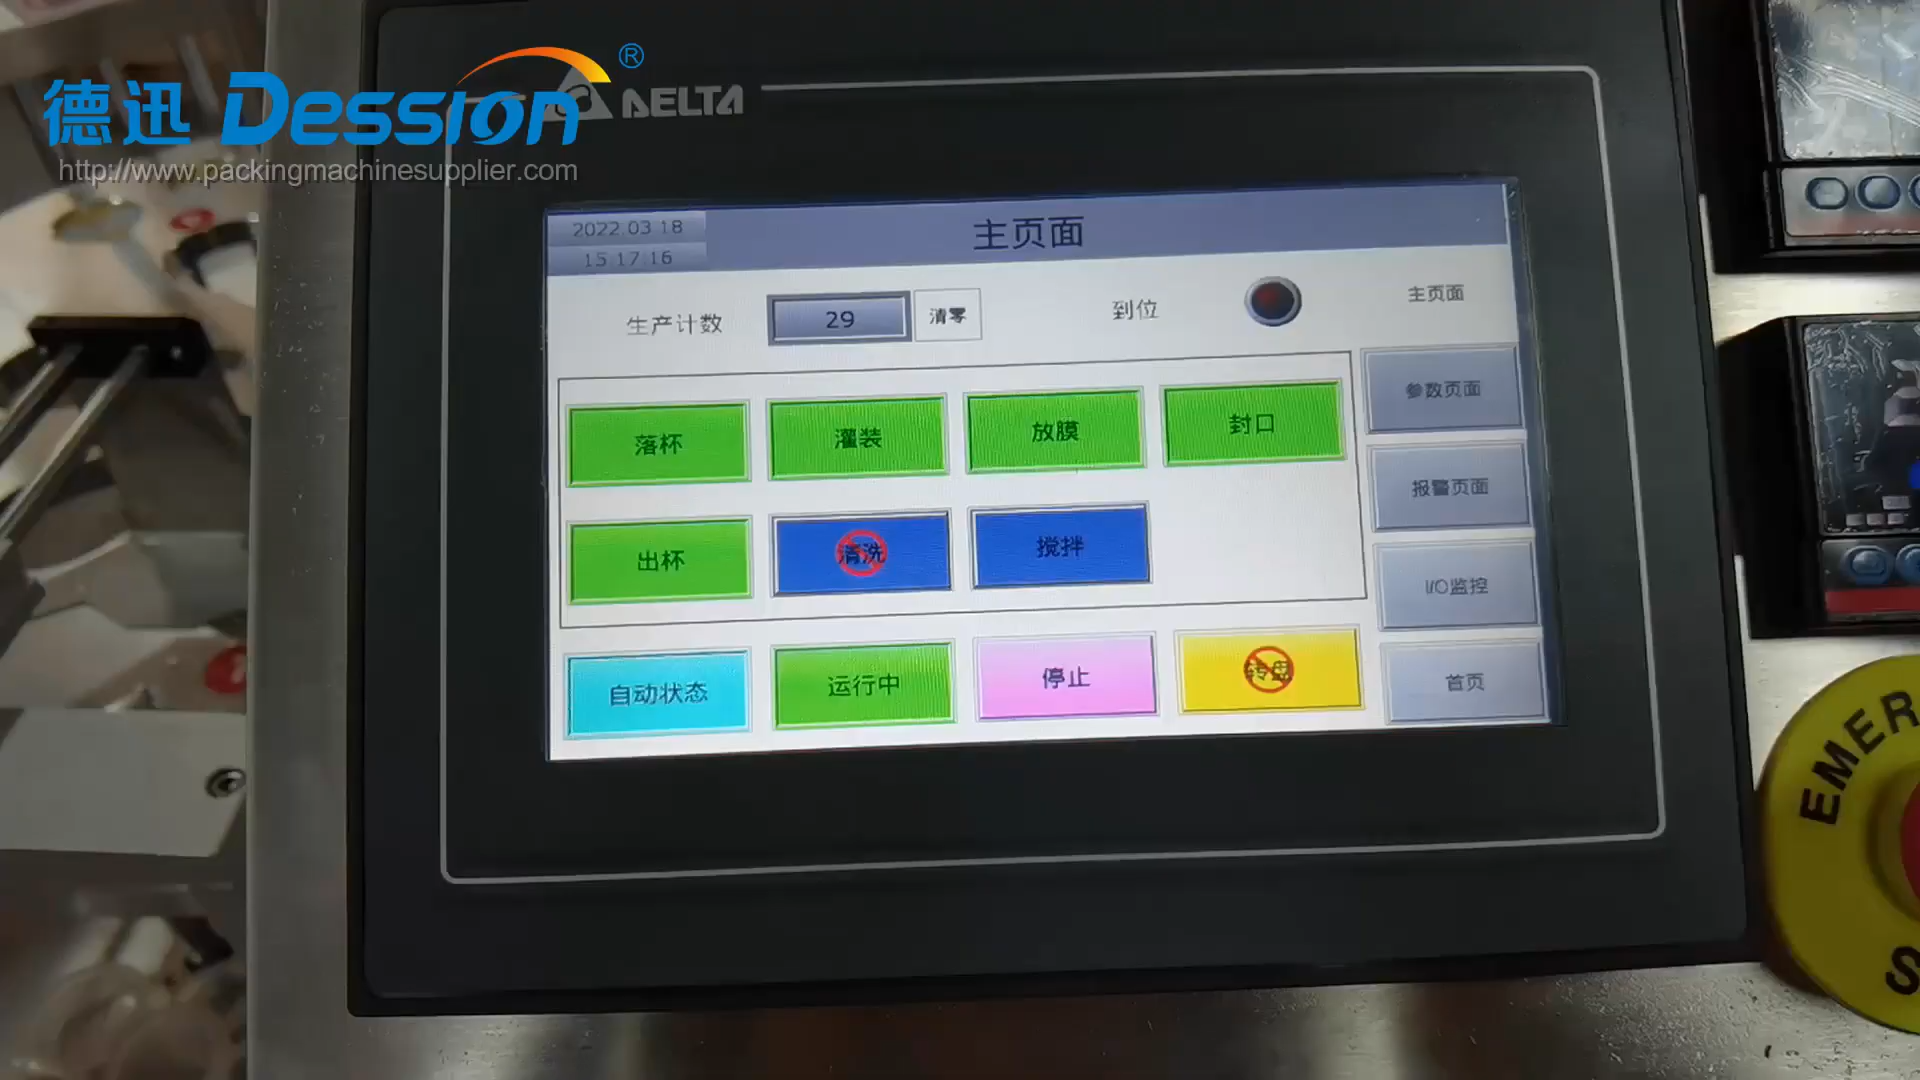 德迅 Dession®
DELTA
http://www.packingmachinesupplier.com
2022.03.18
主页面
15:17:16
生产计数
29
清零
到位
主页面
落杯
灌装
放膜
封口
参数页面
报警页面
出杯
清洗
搅拌
I/O监控
自动状态
运行中
停止
转盘
首页
EMER
S